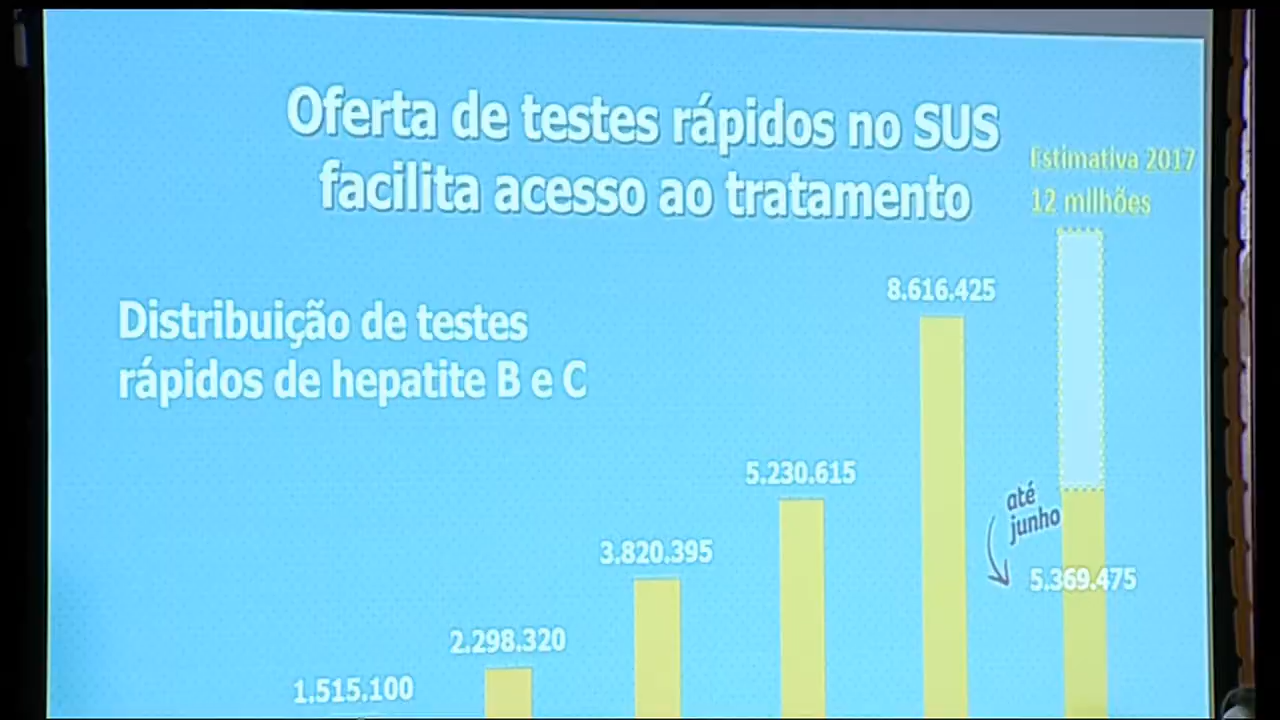 Oferta de testes rápidos no SUS
facilita acesso ao tratamento
Estimativa 2017
12 milhões
Distribuição de testes
rápidos de hepatite B e C
8.616.425
5.230.615
até
junho
3.820.395
5.369.475
2.298.320
1.515.100